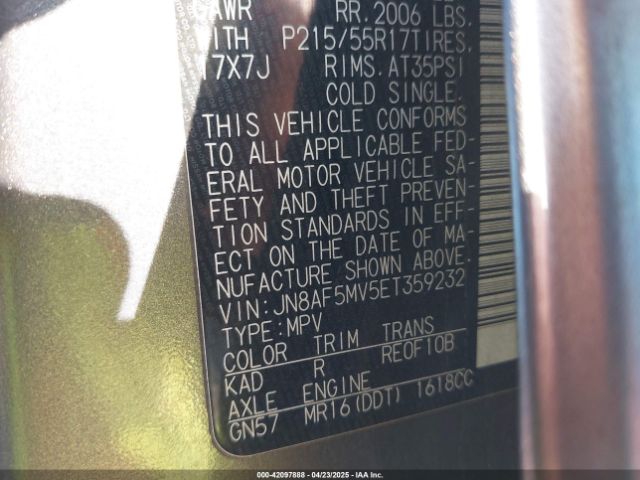 RR. 2006 LBS.
P215/55R17TIRES.
17X7J RIMS. AT35PSI
COLD SINGLE.
THIS VEHICLE CONFORMS
TO ALL APPLICABLE FED-
ERAL MOTOR VEHICLE SA-
FETY AND THEFT PREVEN-
TION STANDARDS IN EFF-
ECT ON THE DATE OF MA-
NUFACTURE SHOWN ABOVE.
VIN:JN8AF5MV5ET359232
TYPE:MPV
COLOR TRIM TRANS
KAD R RE0F10B
AXLE ENGINE
GN57 MR16(DDT) 1618CC
000-42097888 - 04/23/2025 - IAA Inc.